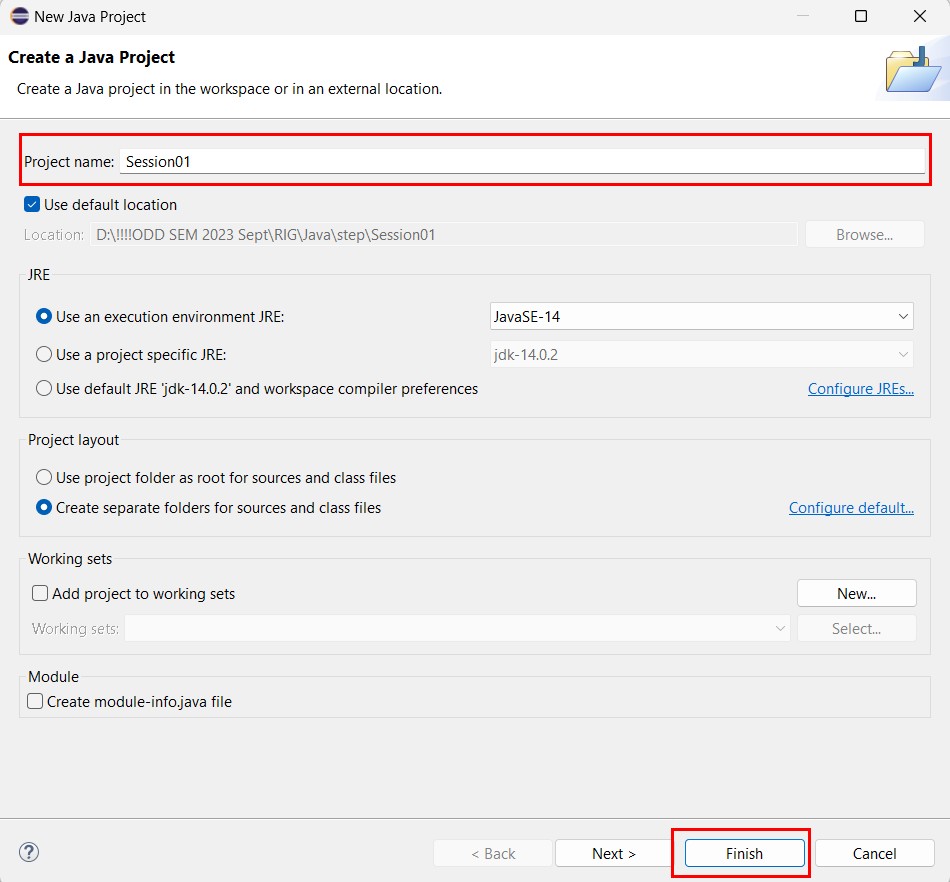 New Java Project
Create a Java Project
Create a Java project in the workspace or in an external location.
Project name: Session01
Use default location
Location: D:\!!!!ODD SEM 2023 Sept\RIG\Java\step\Session01 Browse...
JRE
Use an execution environment JRE: JavaSE-14
Use a project specific JRE: jdk-14.0.2
Use default JRE 'jdk-14.0.2' and workspace compiler preferences Configure JREs...
Project layout
Use project folder as root for sources and class files
Create separate folders for sources and class files Configure default...
Working sets
Add project to working sets New...
Working sets: Select...
Module
Create module-info.java file
? < Back Next > Finish Cancel